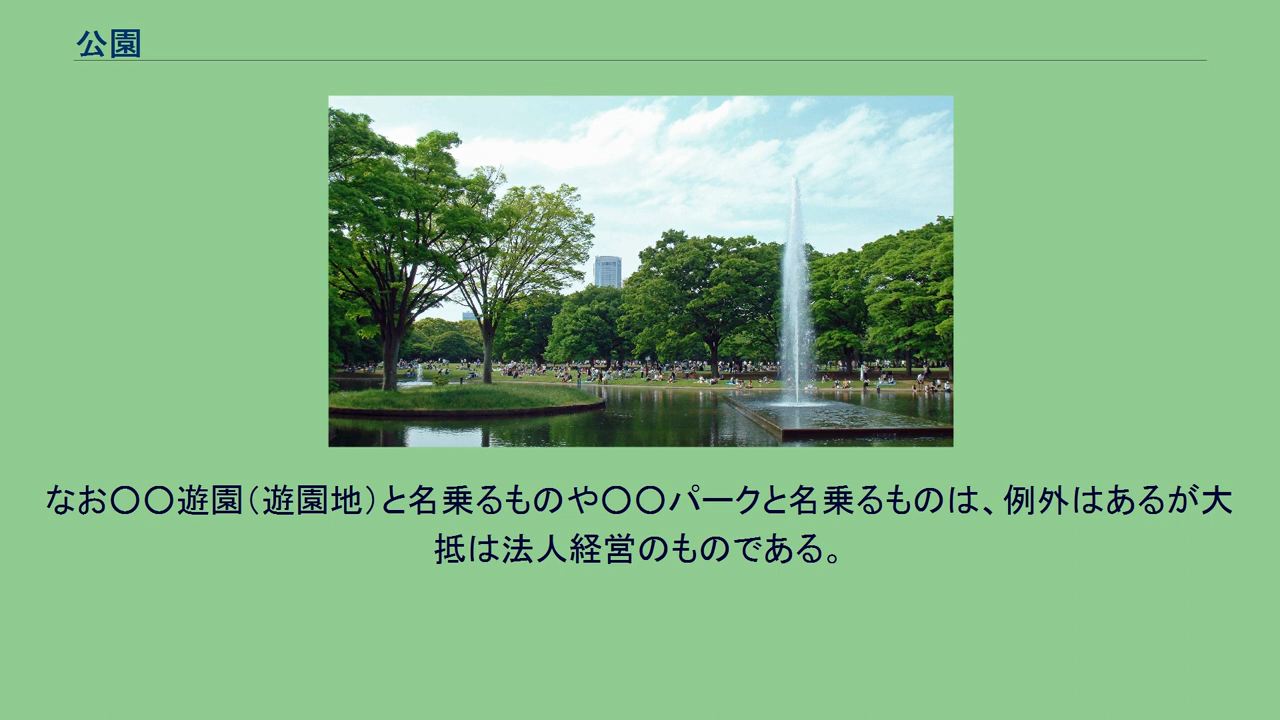 公園
なお〇〇遊園（遊園地）と名乗るものや〇〇パークと名乗るものは、例外はあるが大
抵は法人経営のものである。